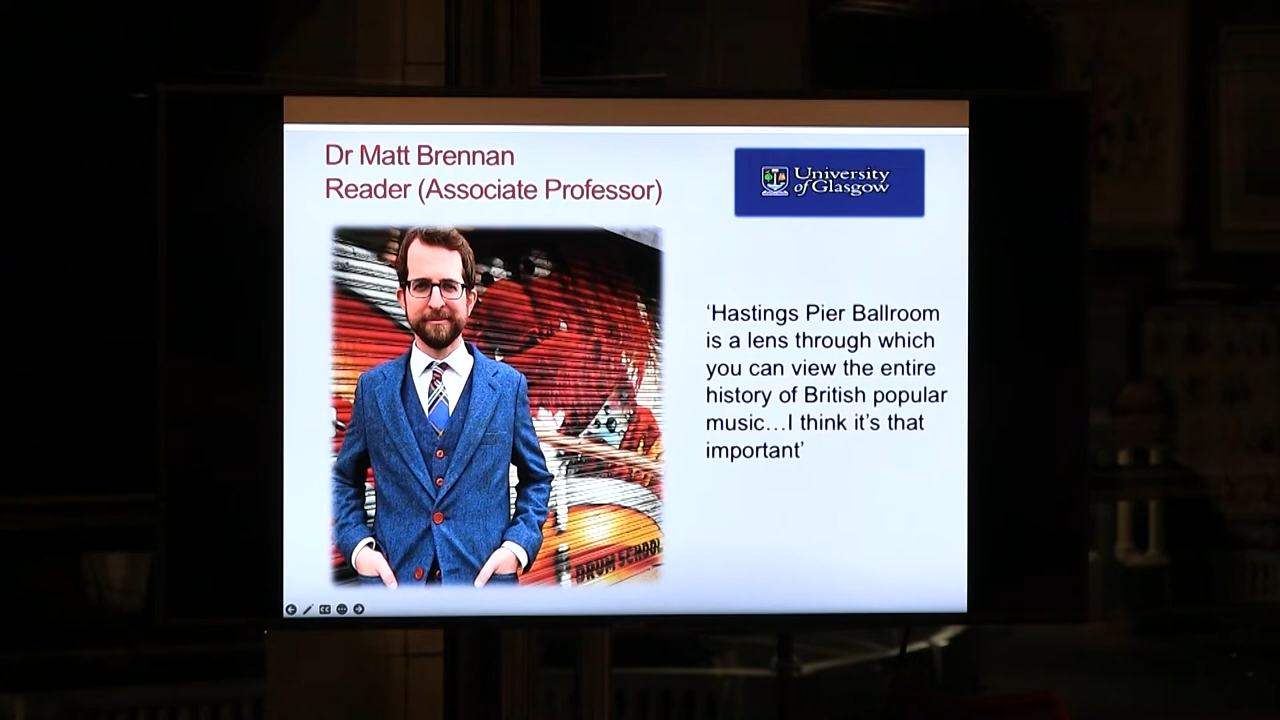 Dr Matt Brennan
Reader (Associate Professor)
University
of Glasgow
‘Hastings Pier Ballroom
is a lens through which
you can view the entire
history of British popular
music…I think it’s that
important’
DRUM SCHOOL